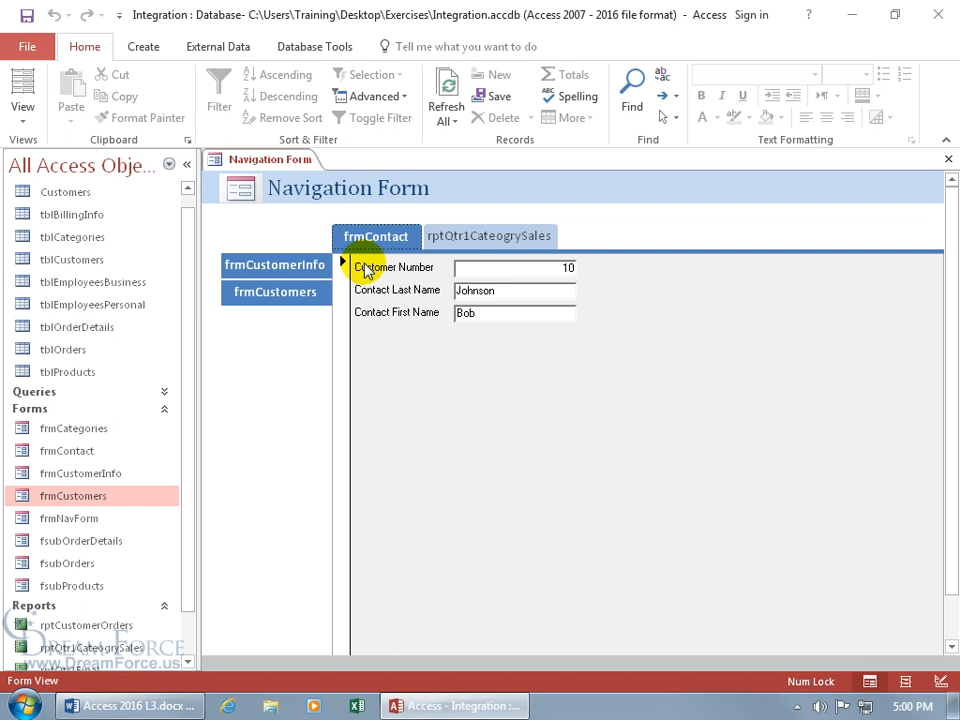 Integration : Database- C:\Users\Training\Desktop\Exercises\Integration.accdb (Access 2007 - 2016 file format) - Access
Sign in
?
File
Home
Create
External Data
Database Tools
Tell me what you want to do
View
Views
Paste
Cut
Copy
Format Painter
Clipboard
Filter
Ascending
Descending
Remove Sort
Selection
Advanced
Toggle Filter
Sort & Filter
Refresh
All
New
Save
Delete
Totals
Spelling
More
Records
Find
Find
B I U
A
Text Formatting
All Access Obje...
Customers
tblBillingInfo
tblCategories
tblCustomers
tblEmployeesBusiness
tblEmployeesPersonal
tblOrderDetails
tblOrders
tblProducts
Queries
Forms
frmCategories
frmContact
frmCustomerInfo
frmCustomers
frmNavForm
fsubOrderDetails
fsubOrders
fsubProducts
Reports
rptCustomerOrders
rptQtr1CateogrySales
Dream Force
www.DreamForce.us
Navigation Form
Navigation Form
frmContact
rptQtr1CateogrySales
frmCustomerInfo
frmCustomers
Customer Number 10
Contact Last Name Johnson
Contact First Name Bob
Form View
Num Lock
Access 2016 L3.docx ...
Access - Integration :...
5:00 PM